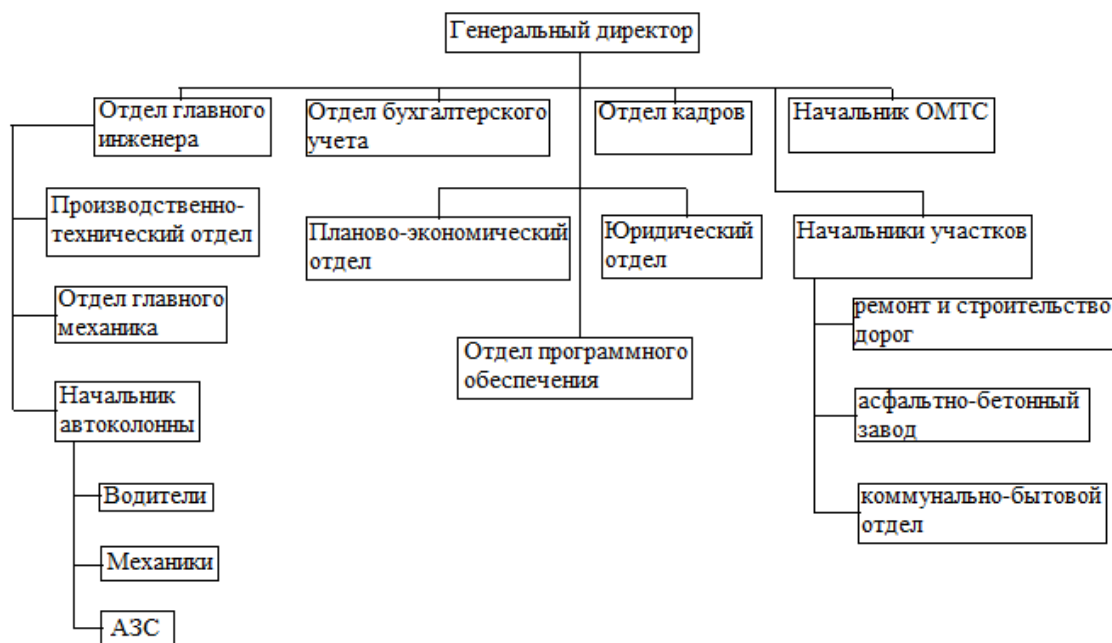 Генеральный директор
Отдел главного
инженера
Отдел бухгалтерского
учета
Отдел кадров
Начальник ОМТС
Производственно-
технический отдел
Планово-экономический
отдел
Юридический
отдел
Начальники участков
Отдел главного
механика
ремонт и строительство
дорог
Отдел программного
обеспечения
Начальник
автоколонны
асфальтно-бетонный
завод
Водители
коммунально-бытовой
отдел
Механики
АЗС